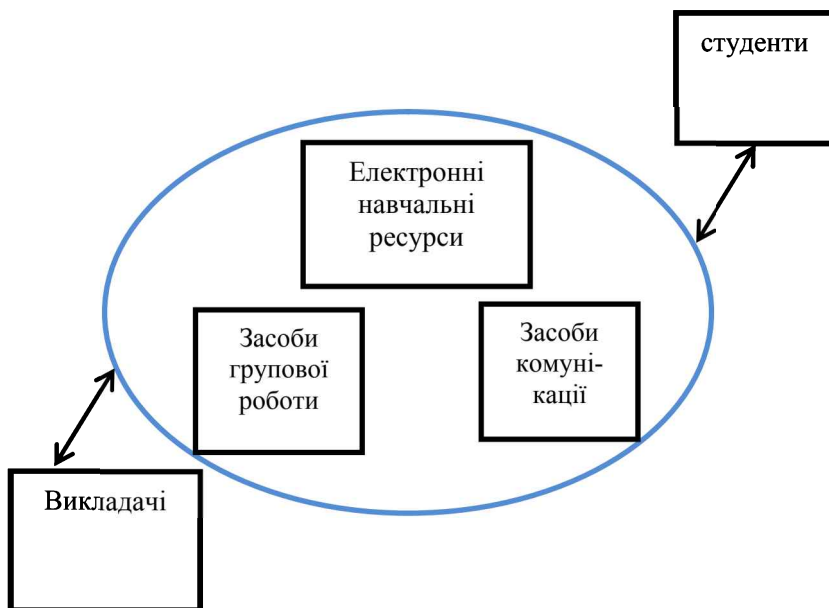 студенти
Електронні
навчальні
ресурси
Засоби
групової
роботи
Засоби
комуні-
кації
Викладачі